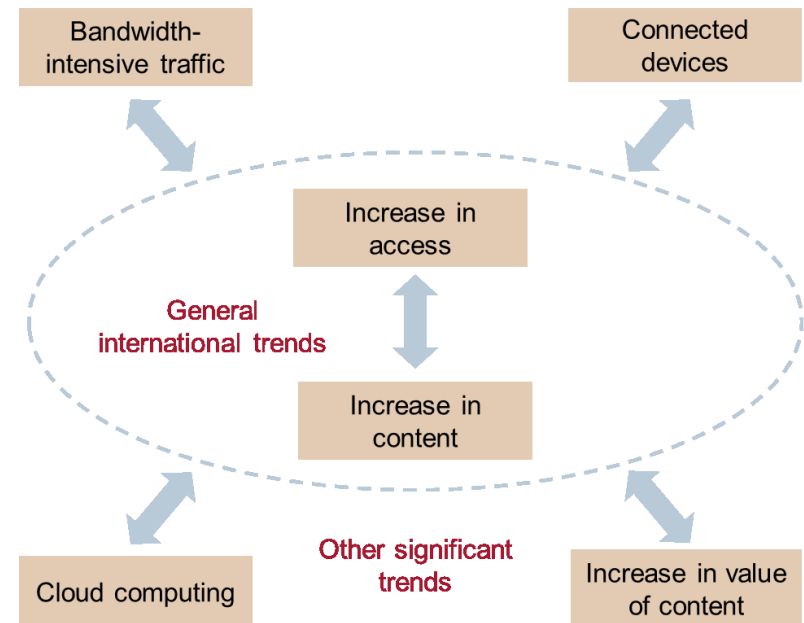 Bandwidth-
intensive traffic
Connected
devices
Increase in
access
General
international trends
Increase in
content
Other significant
trends
Cloud computing
Increase in value
of content